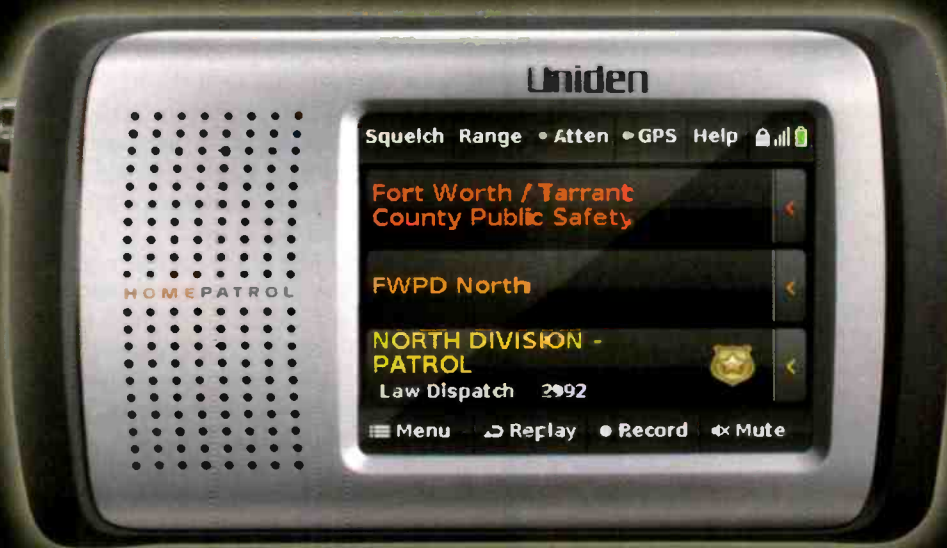 Uniden
Squelch Range • Atten • GPS Help
Fort Worth / Tarrant
County Public Safety
HOMEPATROL
FWPD North
NORTH DIVISION -
PATROL
Law Dispatch 2992
Menu Replay • Record Mute